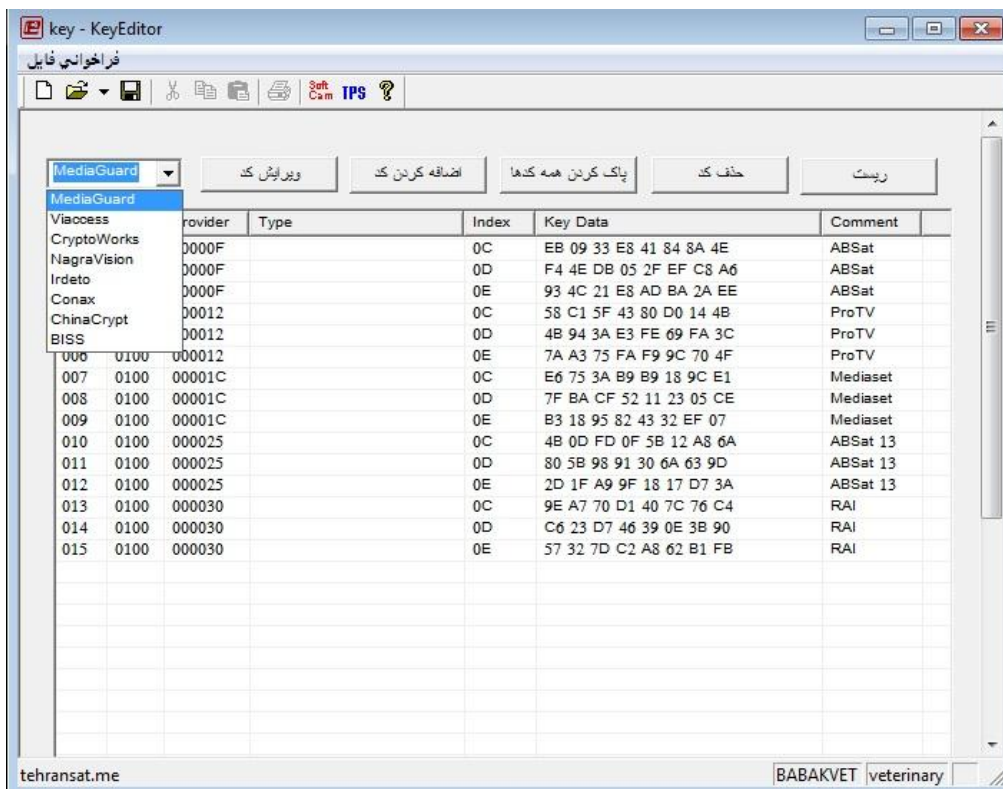 key - KeyEditor
فراخواني فايل
Soft Cam TPS ?
MediaGuard ويرايش كد اضافه كردن كد پاک كردن همه كدها حذف كد ريست
MediaGuard
Viaccess
CryptoWorks
NagraVision
Irdeto
Conax
ChinaCrypt
BISS
rovider Type Index Key Data Comment
0000F 0C EB 09 33 E8 41 84 8A 4E ABSat
0000F 0D F4 4E DB 05 2F EF C8 A6 ABSat
0000F 0E 93 4C 21 E8 AD BA 2A EE ABSat
00012 0C 58 C1 5F 43 80 D0 14 4B ProTV
00012 0D 4B 94 3A E3 FE 69 FA 3C ProTV
006 0100 000012 0E 7A A3 75 FA F9 9C 70 4F ProTV
007 0100 00001C 0C E6 75 3A B9 B9 18 9C E1 Mediaset
008 0100 00001C 0D 7F BA CF 52 11 23 05 CE Mediaset
009 0100 00001C 0E B3 18 95 82 43 32 EF 07 Mediaset
010 0100 000025 0C 4B 0D FD 0F 5B 12 A8 6A ABSat 13
011 0100 000025 0D 80 5B 98 91 30 6A 63 9D ABSat 13
012 0100 000025 0E 2D 1F A9 9F 18 17 D7 3A ABSat 13
013 0100 000030 0C 9E A7 70 D1 40 7C 76 C4 RAI
014 0100 000030 0D C6 23 D7 46 39 0E 3B 90 RAI
015 0100 000030 0E 57 32 7D C2 A8 62 B1 FB RAI
tehransat.me BABAKVET veterinary